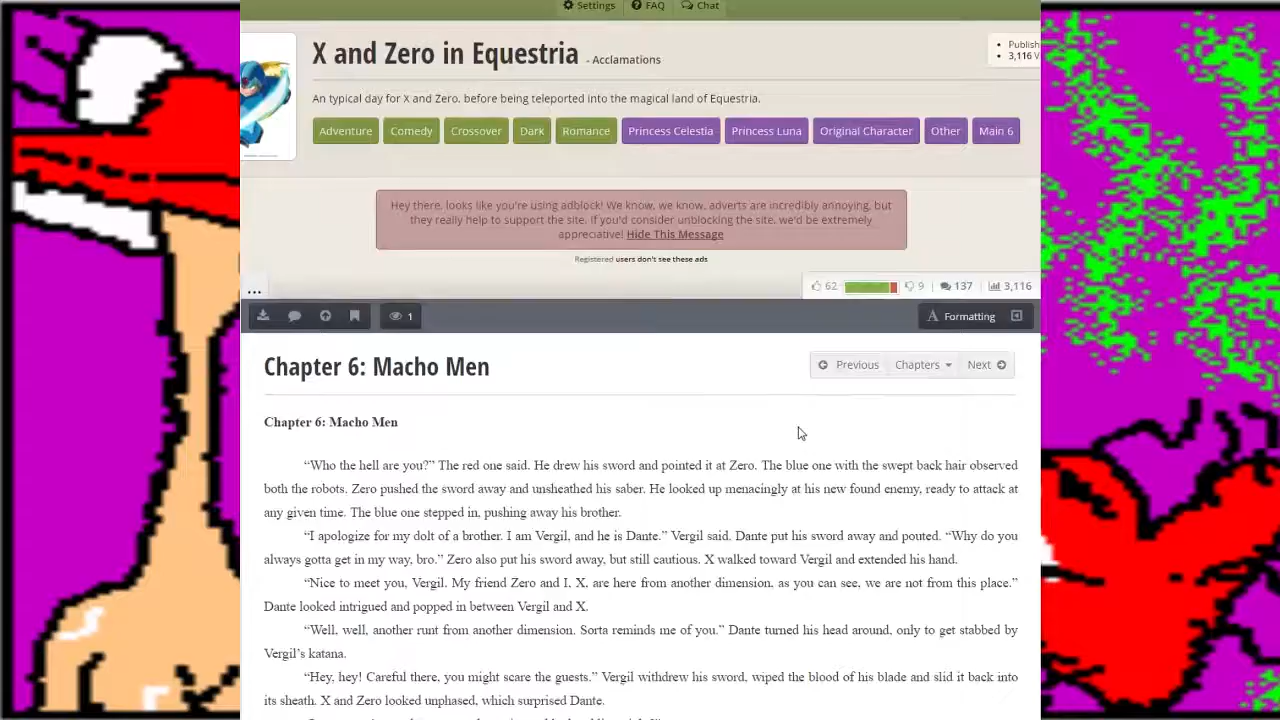 Settings FAQ Chat
X and Zero in Equestria - Acclamations
Publish
3,116 V
An typical day for X and Zero. before being teleported into the magical land of Equestria.
Adventure Comedy Crossover Dark Romance Princess Celestia Princess Luna Original Character Other Main 6
Hey there, looks like you're using adblock! We know, we know, adverts are incredibly annoying, but
they really help to support the site. If you'd consider unblocking the site, we'd be extremely
appreciative! Hide This Message
Registered users don't see these ads
...
62 9 137 3,116
1 Formatting
Chapter 6: Macho Men
Previous Chapters Next
Chapter 6: Macho Men
“Who the hell are you?” The red one said. He drew his sword and pointed it at Zero. The blue one with the swept back hair observed
both the robots. Zero pushed the sword away and unsheathed his saber. He looked up menacingly at his new found enemy, ready to attack at
any given time. The blue one stepped in, pushing away his brother.
“I apologize for my dolt of a brother. I am Vergil, and he is Dante.” Vergil said. Dante put his sword away and pouted. “Why do you
always gotta get in my way, bro.” Zero also put his sword away, but still cautious. X walked toward Vergil and extended his hand.
“Nice to meet you, Vergil. My friend Zero and I, X, are here from another dimension, as you can see, we are not from this place.”
Dante looked intrigued and popped in between Vergil and X.
“Well, well, another runt from another dimension. Sorta reminds me of you.” Dante turned his head around, only to get stabbed by
Vergil’s katana.
“Hey, hey! Careful there, you might scare the guests.” Vergil withdrew his sword, wiped the blood of his blade and slid it back into
its sheath. X and Zero looked unphased, which surprised Dante.